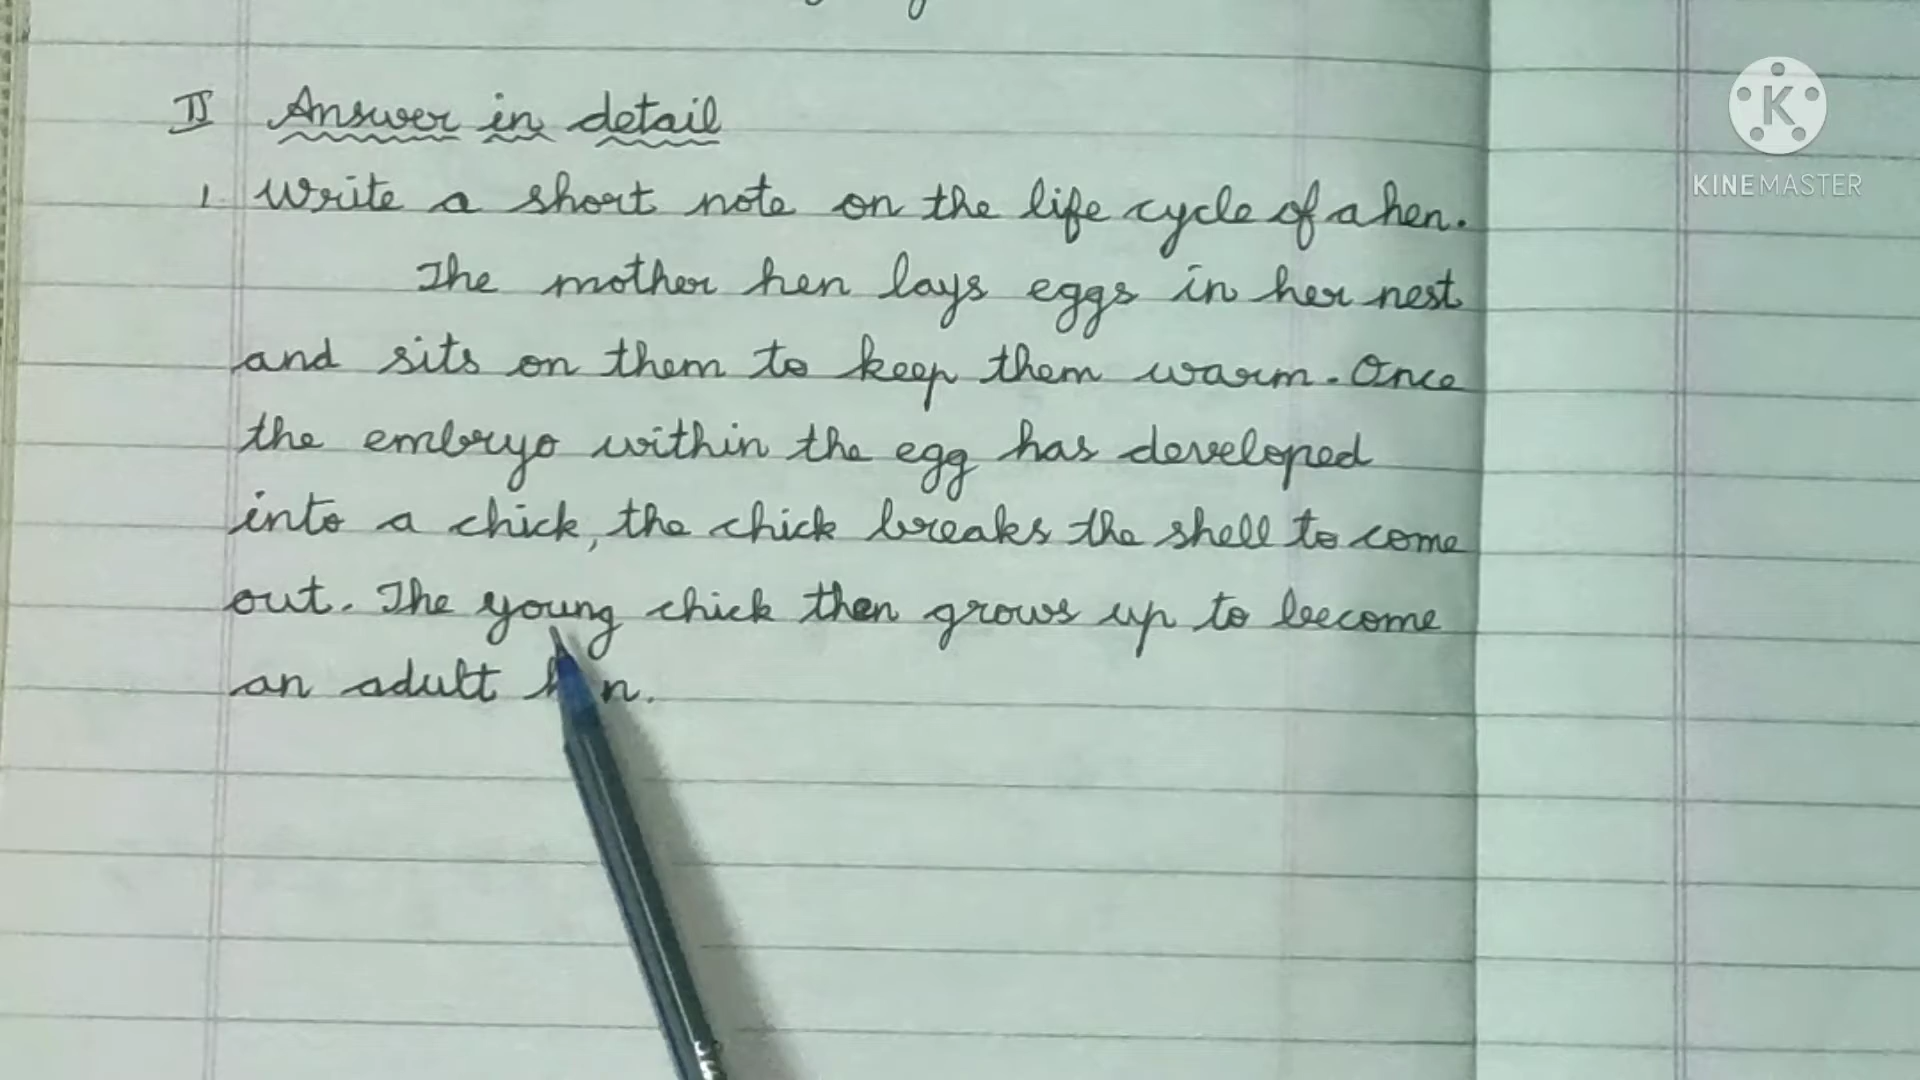 II Answer in detail
1. Write a short note on the life cycle of a hen.
The mother hen lays eggs in her nest
and sits on them to keep them warm. Once
the embryo within the egg has developed
into a chick, the chick breaks the shell to come
out. The young chick then grows up to become
an adult
K
KINEMASTER